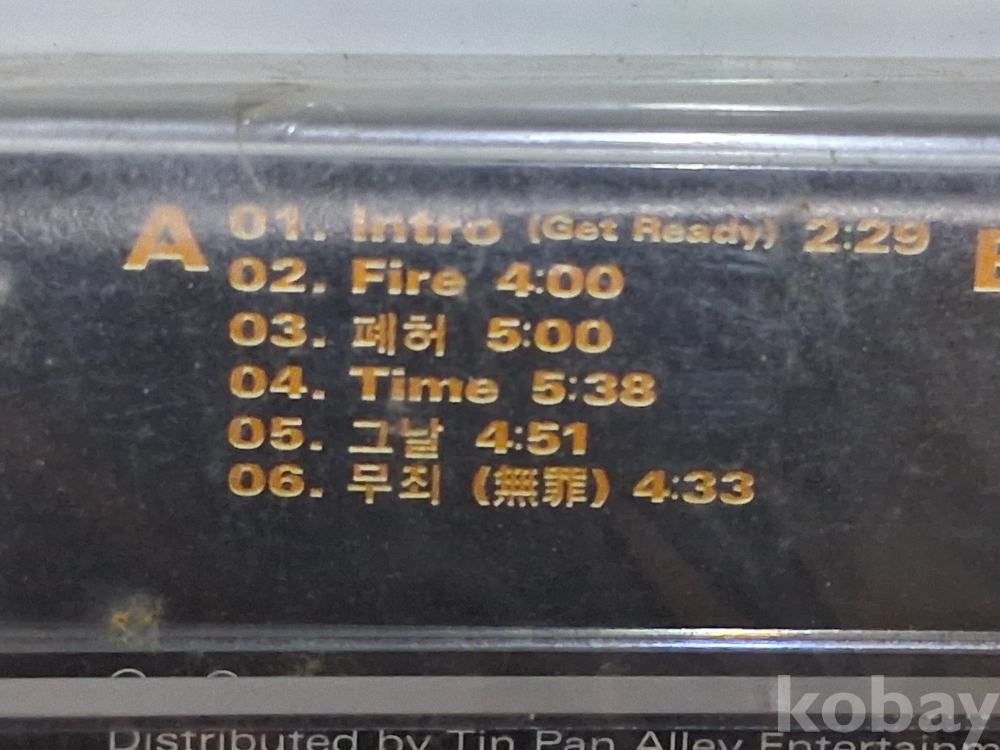 A
01. Intro (Get Ready) 2:29
02. Fire 4:00
03. 폐허 5:00
04. Time 5:38
05. 그날 4:51
06. 무죄 (無罪) 4:33
kobay
Distributed by Tin Pan Alley